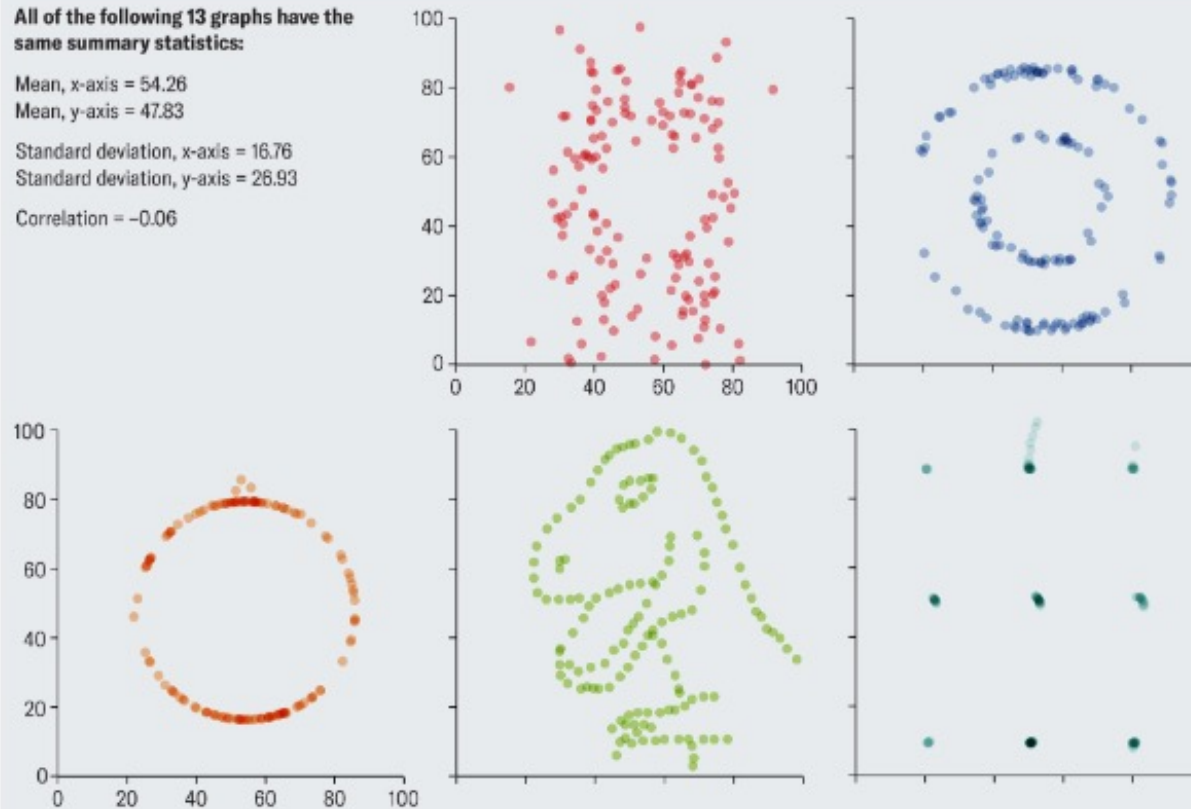 All of the following 13 graphs have the
same summary statistics:
Mean, x-axis = 54.26
Mean, y-axis = 47.83
Standard deviation, x-axis = 16.76
Standard deviation, y-axis = 26.93
Correlation = –0.06
100
80
60
40
20
0
0 20 40 60 80 100
100
80
60
40
20
0
0 20 40 60 80 100